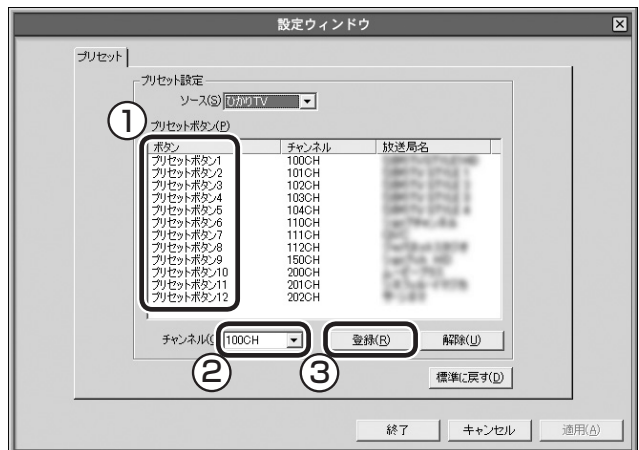 設定ウィンドウ
プリセット
プリセット設定
ソース(S) ひかりTV
①
プリセットボタン(P)
ボタン チャンネル 放送局名
プリセットボタン1 100CH
プリセットボタン2 101CH
プリセットボタン3 102CH
プリセットボタン4 103CH
プリセットボタン5 104CH
プリセットボタン6 110CH
プリセットボタン7 111CH
プリセットボタン8 112CH
プリセットボタン9 150CH
プリセットボタン10 200CH
プリセットボタン11 201CH
プリセットボタン12 202CH
チャンネル( 100CH 登録(R) 解除(U)
② ③
標準に戻す(D)
終了 キャンセル 適用(A)